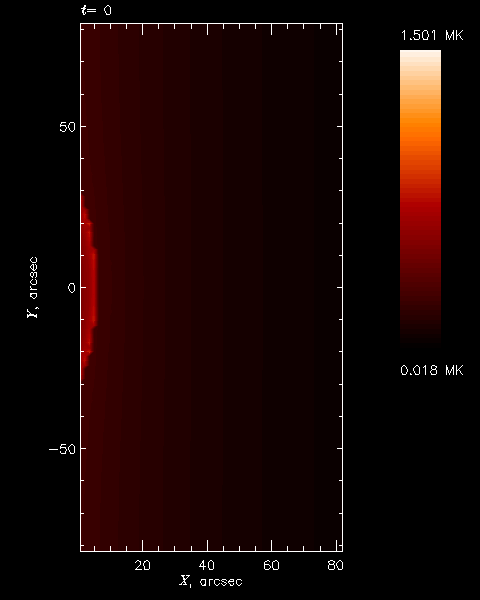 t= 0
1.501 MK
50
0
−50
Y, arcsec
0.018 MK
20 40 60 80
X, arcsec